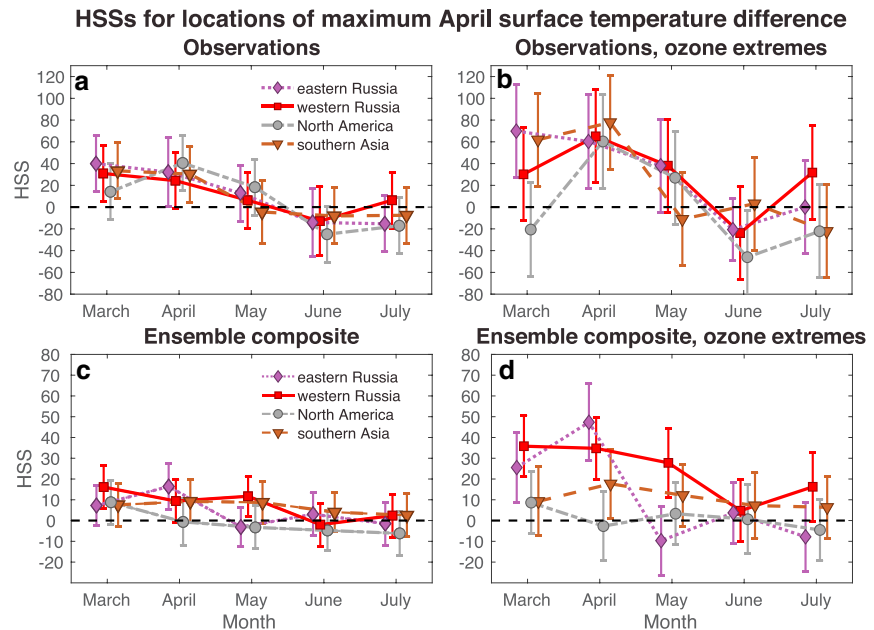 HSSs for locations of maximum April surface temperature difference
Observations
Observations, ozone extremes
a
eastern Russia
western Russia
North America
southern Asia
120
100
80
60
40
20
0
-20
-40
-60
-80
HSS
March April May June July
b
120
100
80
60
40
20
0
-20
-40
-60
-80
March April May June July
Ensemble composite
Ensemble composite, ozone extremes
c
eastern Russia
western Russia
North America
southern Asia
80
70
60
50
40
30
20
10
0
-10
-20
HSS
March April May June July
Month
d
80
70
60
50
40
30
20
10
0
-10
-20
March April May June July
Month